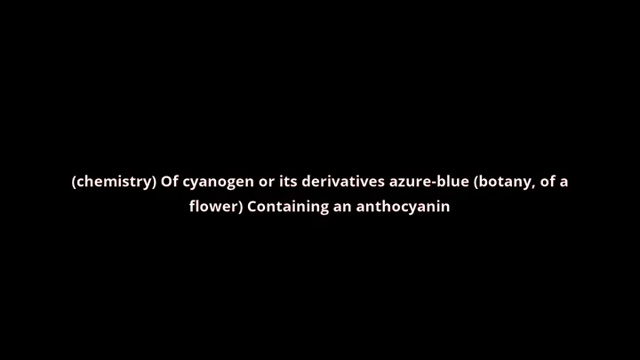 (chemistry) Of cyanogen or its derivatives azure-blue (botany, of a
flower) Containing an anthocyanin